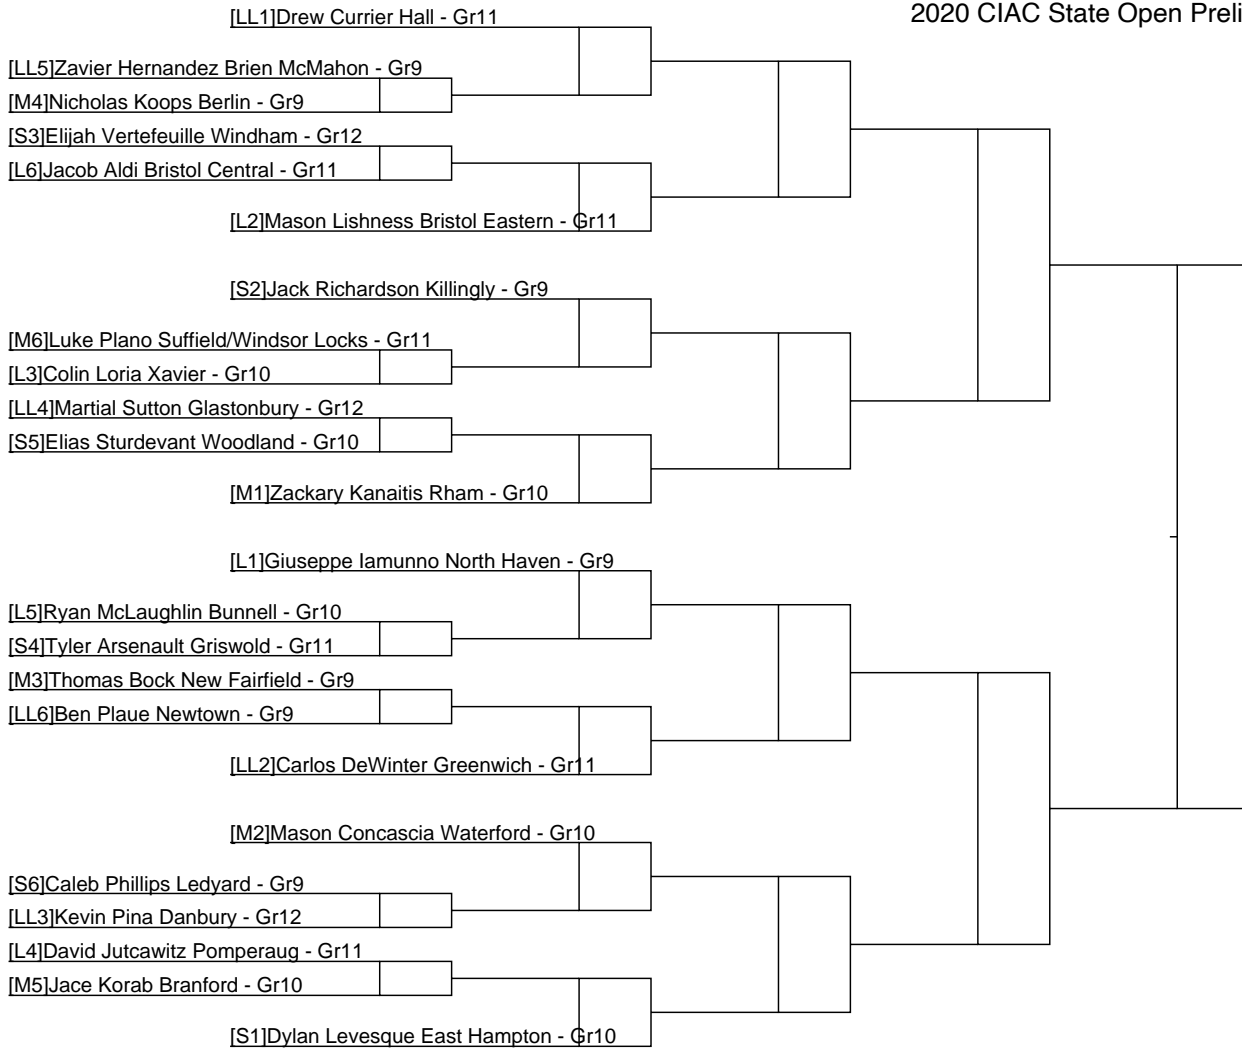 2020 CIAC State Open Preli
[LL1]Drew Currier Hall - Gr11
[LL5]Zavier Hernandez Brien McMahon - Gr9
[M4]Nicholas Koops Berlin - Gr9
[S3]Elijah Vertefeuille Windham - Gr12
[L6]Jacob Aldi Bristol Central - Gr11
[L2]Mason Lishness Bristol Eastern - Gr11
[S2]Jack Richardson Killingly - Gr9
[M6]Luke Plano Suffield/Windsor Locks - Gr11
[L3]Colin Loria Xavier - Gr10
[LL4]Martial Sutton Glastonbury - Gr12
[S5]Elias Sturdevant Woodland - Gr10
[M1]Zackary Kanaitis Rham - Gr10
[L1]Giuseppe Iamunno North Haven - Gr9
[L5]Ryan McLaughlin Bunnell - Gr10
[S4]Tyler Arsenault Griswold - Gr11
[M3]Thomas Bock New Fairfield - Gr9
[LL6]Ben Plaue Newtown - Gr9
[LL2]Carlos DeWinter Greenwich - Gr11
[M2]Mason Concascia Waterford - Gr10
[S6]Caleb Phillips Ledyard - Gr9
[LL3]Kevin Pina Danbury - Gr12
[L4]David Jutcawitz Pomperaug - Gr11
[M5]Jace Korab Branford - Gr10
[S1]Dylan Levesque East Hampton - Gr10